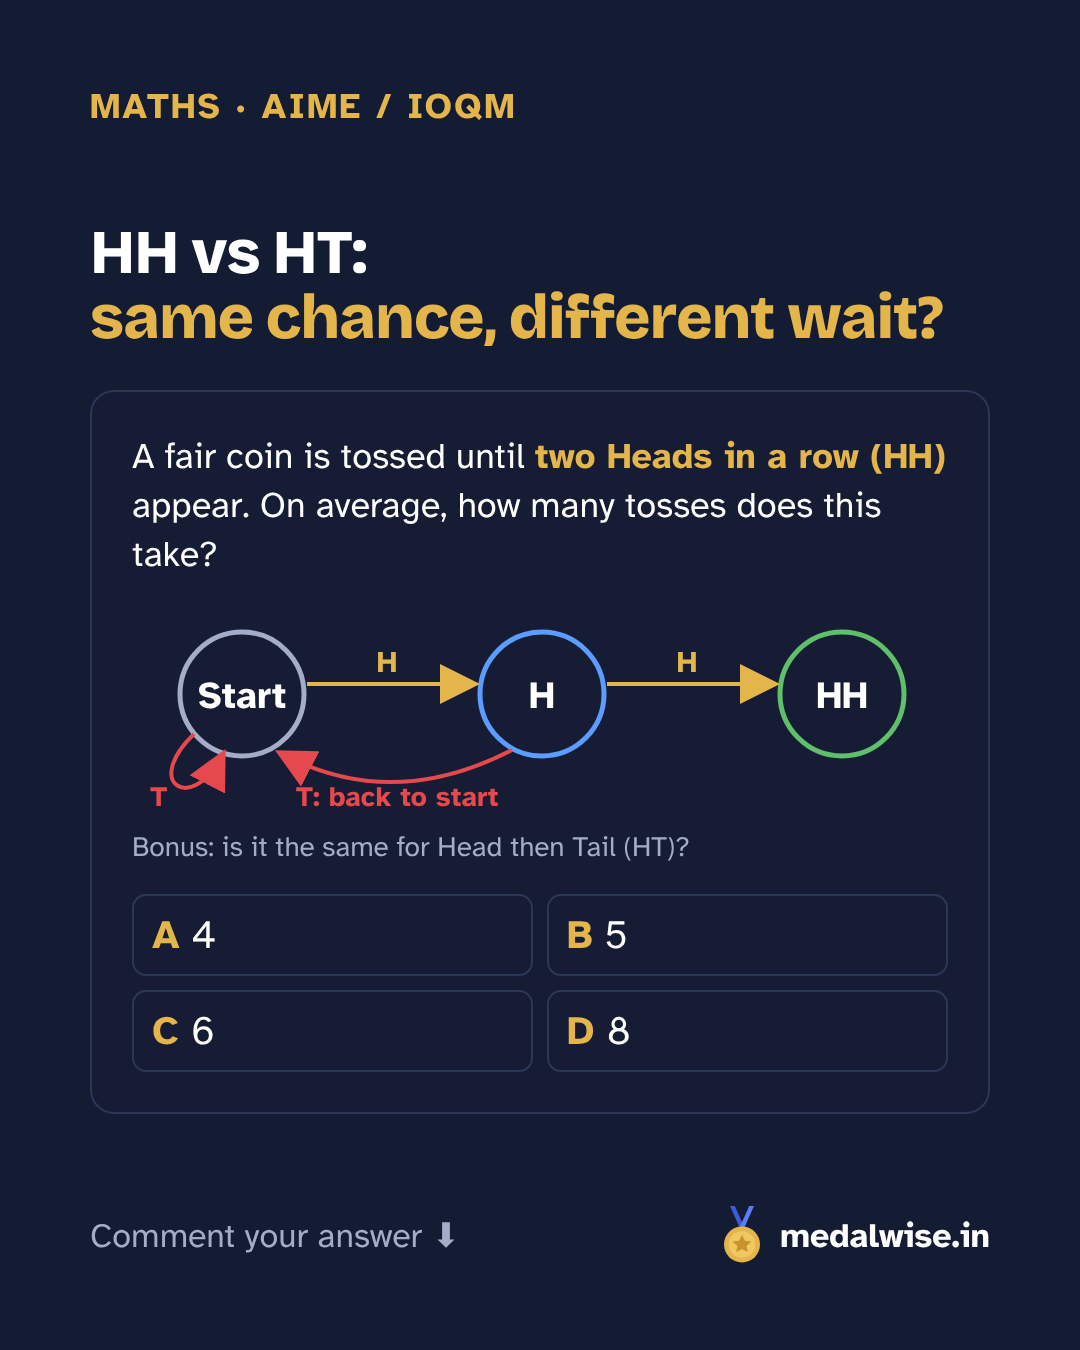 MATHS · AIME / IOQM
HH vs HT:
same chance, different wait?
A fair coin is tossed until two Heads in a row (HH)
appear. On average, how many tosses does this
take?
Start
H
H
H
HH
T
T: back to start
Bonus: is it the same for Head then Tail (HT)?
A 4
B 5
C 6
D 8
Comment your answer ⬇
medalwise.in